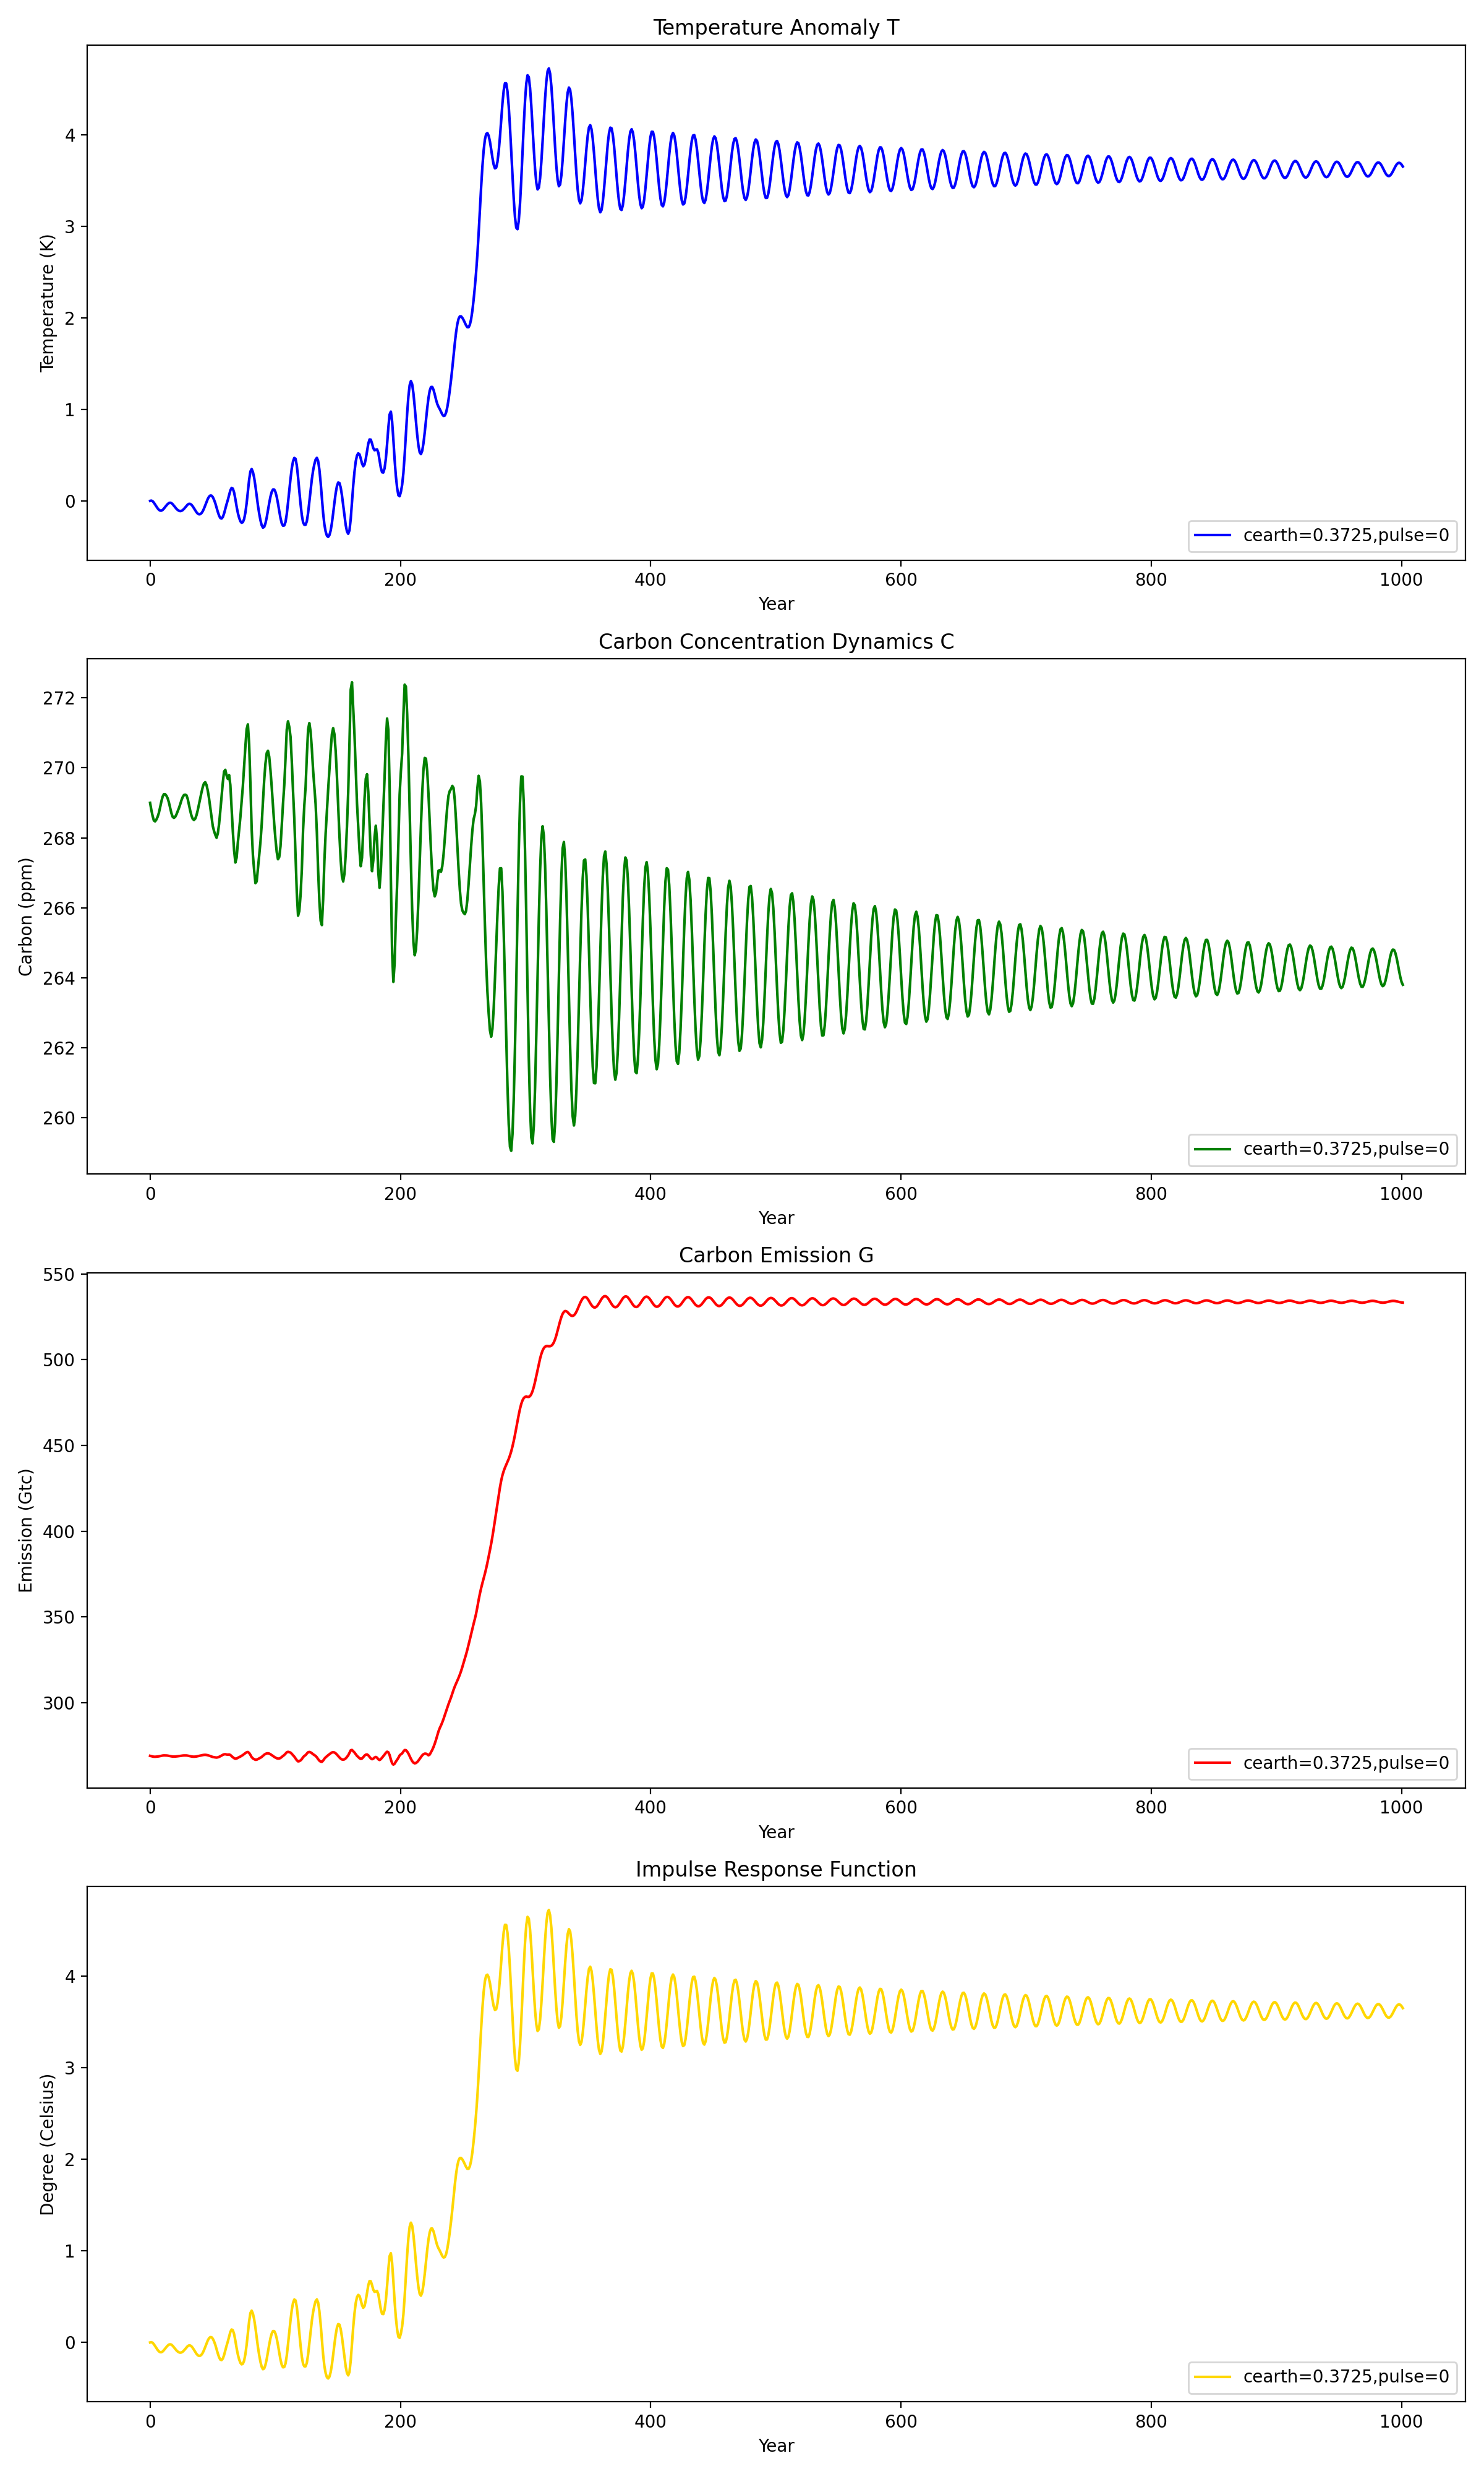 Temperature Anomaly T
Temperature (K)
4
3
2
1
0
cearth=0.3725,pulse=0
0 200 400 600 800 1000
Year
Carbon Concentration Dynamics C
Carbon (ppm)
272
270
268
266
264
262
260
cearth=0.3725,pulse=0
0 200 400 600 800 1000
Year
Carbon Emission G
Emission (Gtc)
550
500
450
400
350
300
cearth=0.3725,pulse=0
0 200 400 600 800 1000
Year
Impulse Response Function
Degree (Celsius)
4
3
2
1
0
cearth=0.3725,pulse=0
0 200 400 600 800 1000
Year